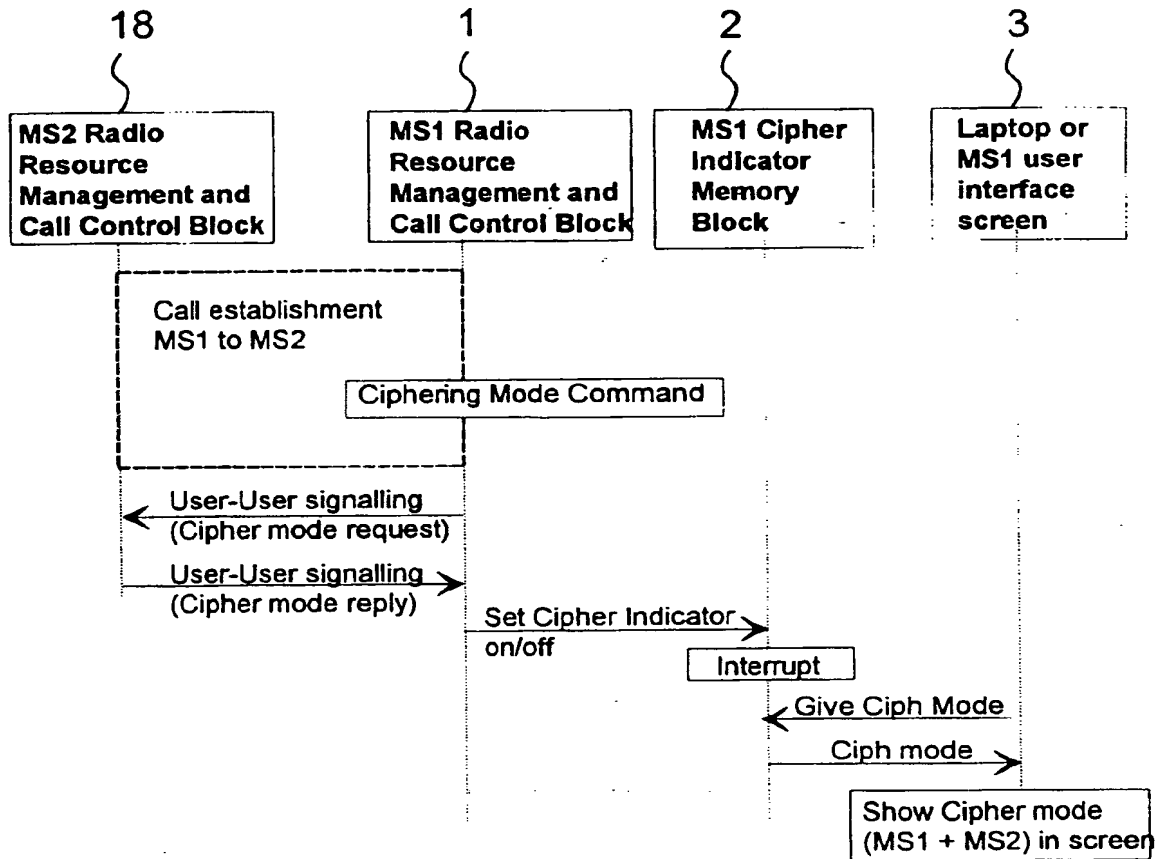 18
1
2
3
MS2 Radio
Resource
Management and
Call Control Block
MS1 Radio
Resource
Management and
Call Control Block
MS1 Cipher
Indicator
Memory
Block
Laptop or
MS1 user
interface
screen
Call establishment
MS1 to MS2
Ciphering Mode Command
User-User signalling
(Cipher mode request)
User-User signalling
(Cipher mode reply)
Set Cipher Indicator
on/off
Interrupt
Give Ciph Mode
Ciph mode
Show Cipher mode
(MS1 + MS2) in screen